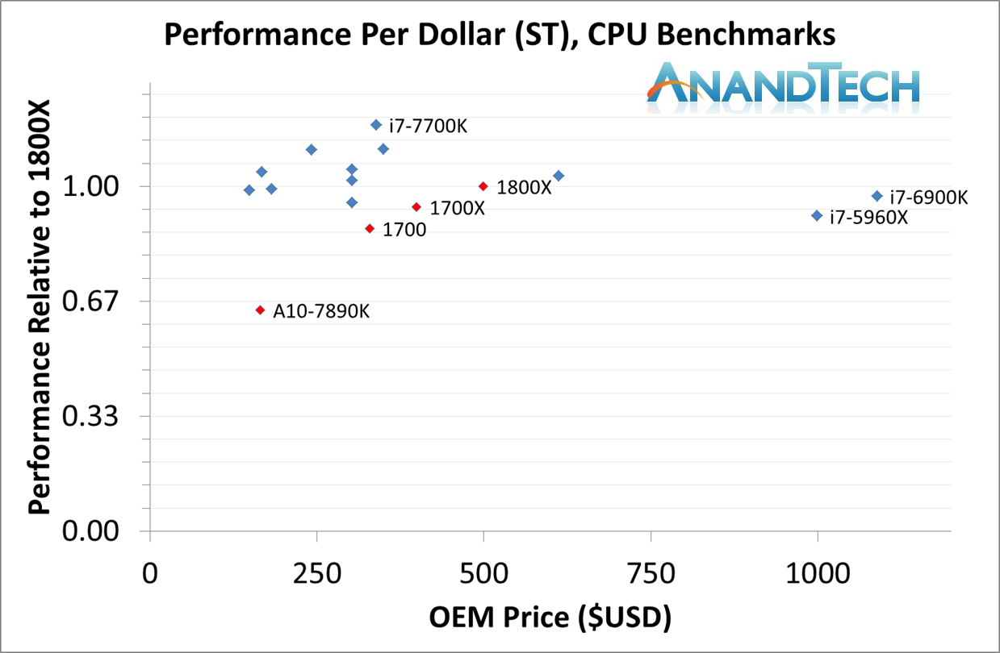 Performance Per Dollar (ST), CPU Benchmarks
ANANDTECH
Performance Relative to 1800X
1.00
0.67
0.33
0.00
i7-7700K
1800X
i7-6900K
1700X
i7-5960X
1700
A10-7890K
0
250
500
750
1000
OEM Price ($USD)